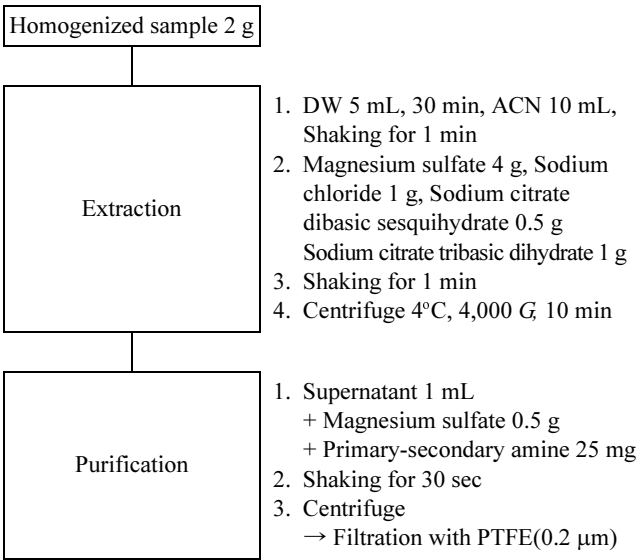 Homogenized sample 2 g
Extraction
1. DW 5 mL, 30 min, ACN 10 mL,
Shaking for 1 min
2. Magnesium sulfate 4 g, Sodium
chloride 1 g, Sodium citrate
dibasic sesquihydrate 0.5 g
Sodium citrate tribasic dihydrate 1 g
3. Shaking for 1 min
4. Centrifuge 4°C, 4,000 G, 10 min
Purification
1. Supernatant 1 mL
+ Magnesium sulfate 0.5 g
+ Primary-secondary amine 25 mg
2. Shaking for 30 sec
3. Centrifuge
→ Filtration with PTFE(0.2 μm)